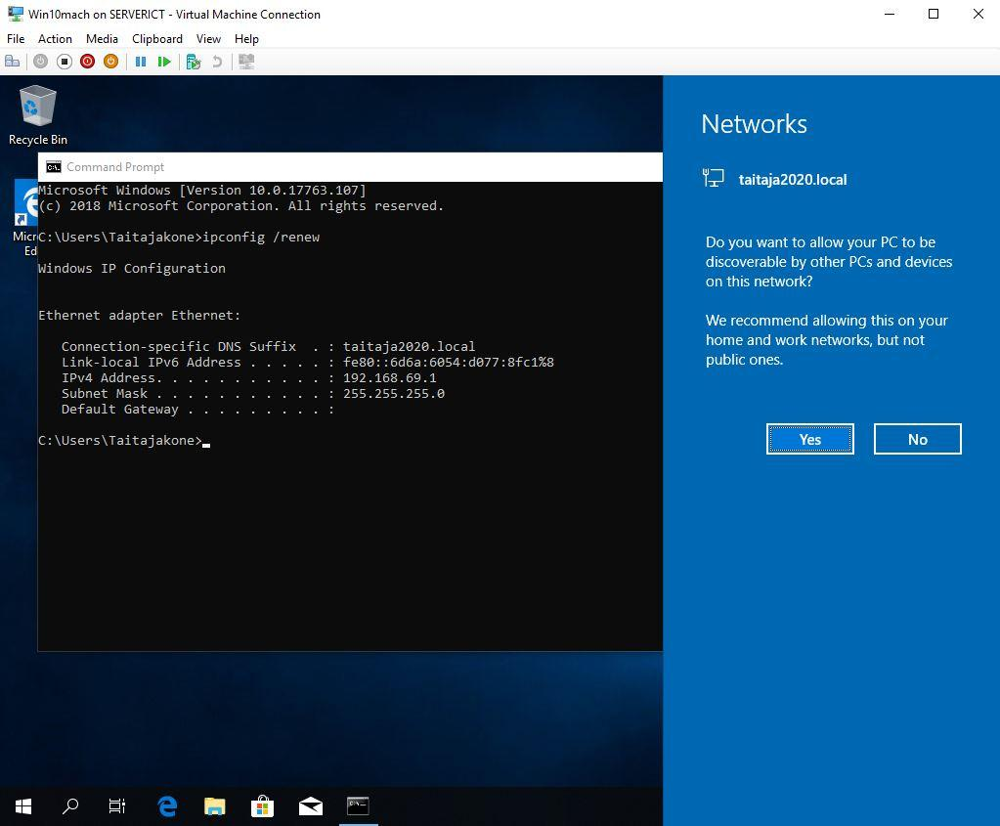 Win10mach on SERVERICT - Virtual Machine Connection
File Action Media Clipboard View Help
Recycle Bin
Micr
Ed
Command Prompt
Microsoft Windows [Version 10.0.17763.107]
(c) 2018 Microsoft Corporation. All rights reserved.
C:\Users\Taitajakone>ipconfig /renew
Windows IP Configuration
Ethernet adapter Ethernet:
Connection-specific DNS Suffix . : taitaja2020.local
Link-local IPv6 Address . . . . . : fe80::6d6a:6054:d077:8fc1%8
IPv4 Address. . . . . . . . . . . : 192.168.69.1
Subnet Mask . . . . . . . . . . . : 255.255.255.0
Default Gateway . . . . . . . . . :
C:\Users\Taitajakone>
Networks
taitaja2020.local
Do you want to allow your PC to be
discoverable by other PCs and devices
on this network?
We recommend allowing this on your
home and work networks, but not
public ones.
Yes No